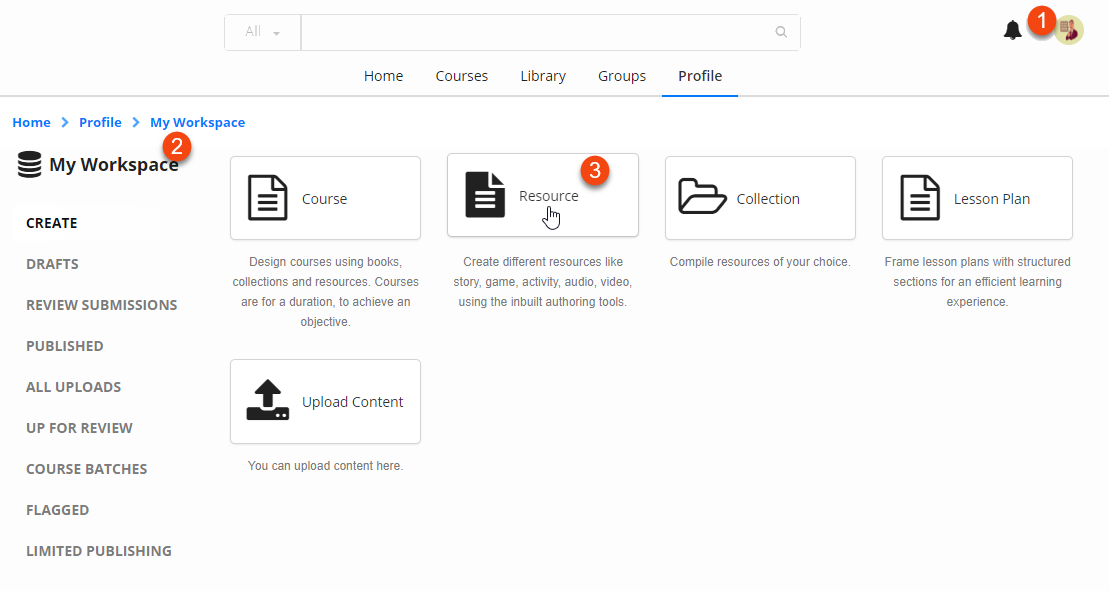 All
1
Home Courses Library Groups Profile
Home Profile My Workspace
2
My Workspace
CREATE
DRAFTS
REVIEW SUBMISSIONS
PUBLISHED
ALL UPLOADS
UP FOR REVIEW
COURSE BATCHES
FLAGGED
LIMITED PUBLISHING
Course
Design courses using books,
collections and resources. Courses
are for a duration, to achieve an
objective.
3
Resource
Create different resources like
story, game, activity, audio, video,
using the inbuilt authoring tools.
Collection
Compile resources of your choice.
Lesson Plan
Frame lesson plans with structured
sections for an efficient learning
experience.
Upload Content
You can upload content here.